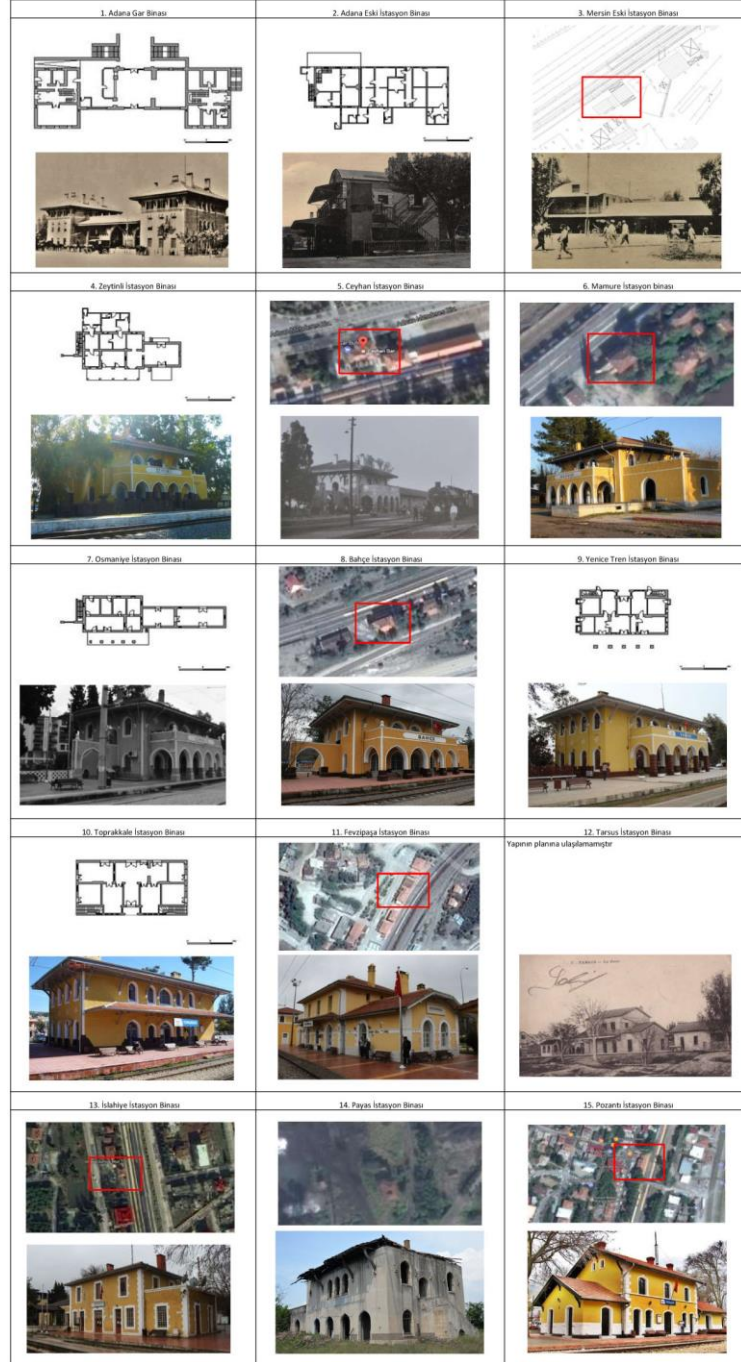 1. Adana Gar Binası
2. Adana Eski İstasyon Binası
3. Mersin Eski İstasyon Binası
4. Zeytinli İstasyon Binası
5. Ceyhan İstasyon Binası
6. Mamure İstasyon binası
Ceyhan Gar
7. Osmaniye İstasyon Binası
8. Bahçe İstasyon Binası
9. Yenice Tren İstasyon Binası
BAHÇE
10. Toprakkale İstasyon Binası
11. Fevzipaşa İstasyon Binası
12. Tarsus İstasyon Binası
Yapının planına ulaşılamamıştır
13. İslahiye İstasyon Binası
14. Payas İstasyon Binası
15. Pozantı İstasyon Binası